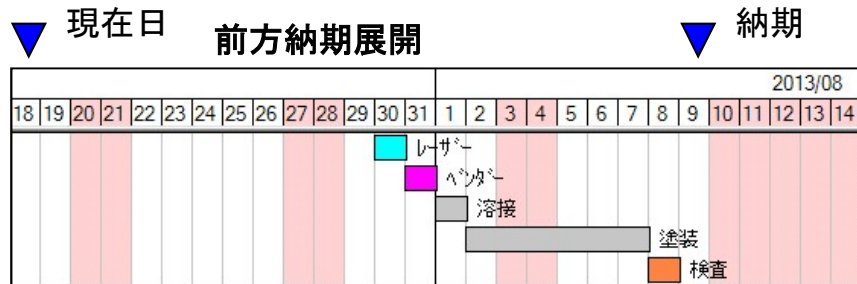 現在日
前方納期展開
納期
2013/08
18 19 20 21 22 23 24 25 26 27 28 29 30 31 1 2 3 4 5 6 7 8 9 10 11 12 13 14
ﾚｰｻﾞｰ
ﾍﾞﾝﾀﾞｰ
溶接
塗装
検査